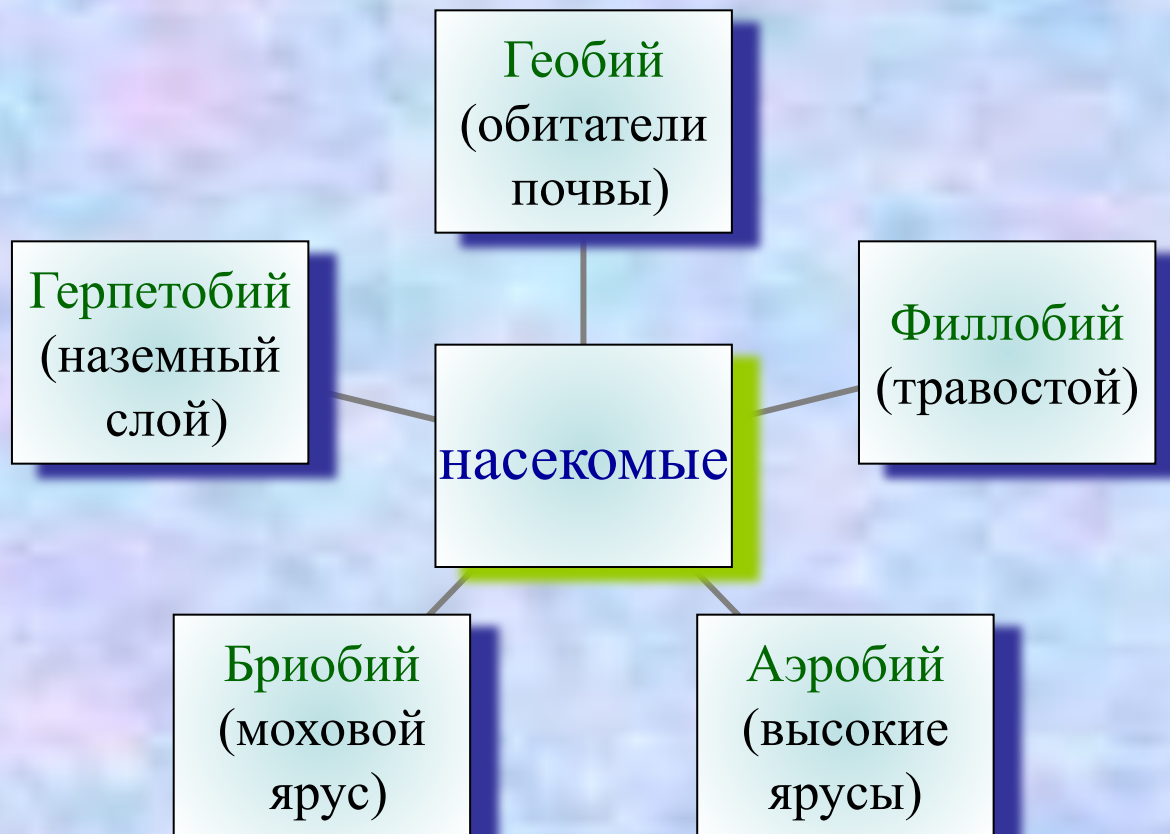 Геобий
(обитатели
почвы)
Герпетобий
(наземный
слой)
Филлобий
(травостой)
насекомые
Бриобий
(моховой
ярус)
Аэробий
(высокие
ярусы)